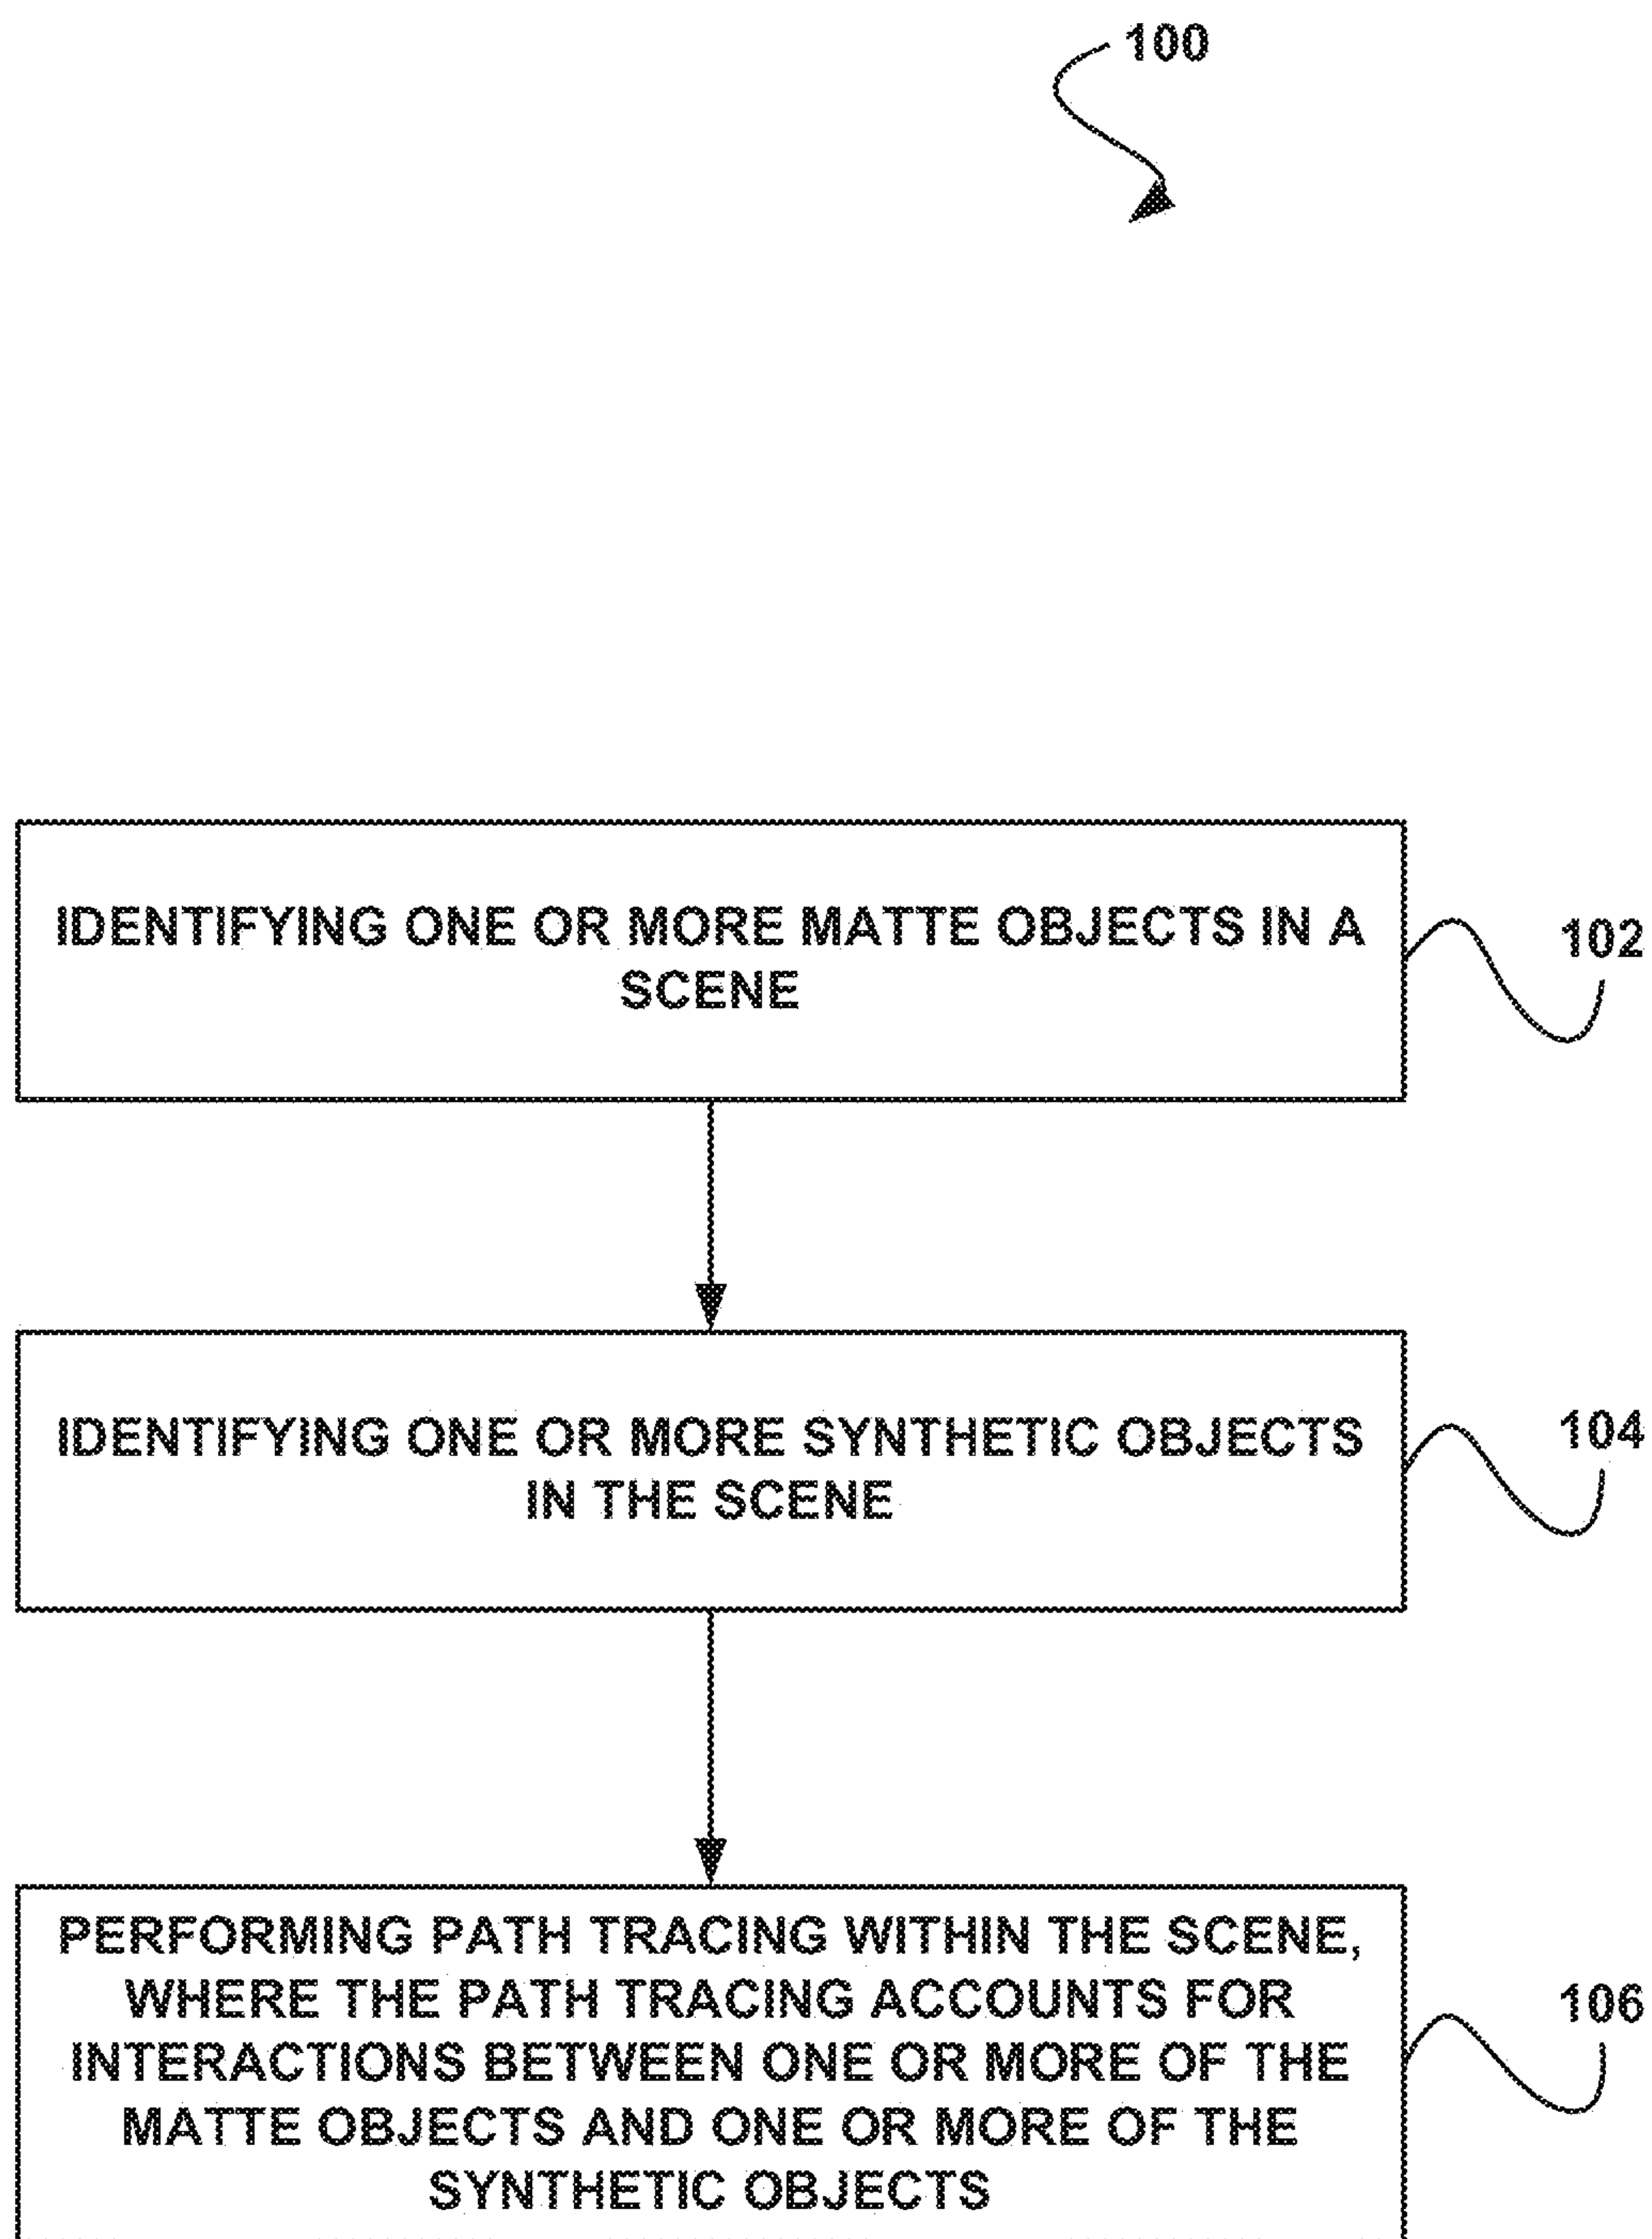 100
IDENTIFYING ONE OR MORE MATTE OBJECTS IN A
SCENE
102
IDENTIFYING ONE OR MORE SYNTHETIC OBJECTS
IN THE SCENE
104
PERFORMING PATH TRACING WITHIN THE SCENE,
WHERE THE PATH TRACING ACCOUNTS FOR
INTERACTIONS BETWEEN ONE OR MORE OF THE
MATTE OBJECTS AND ONE OR MORE OF THE
SYNTHETIC OBJECTS
106